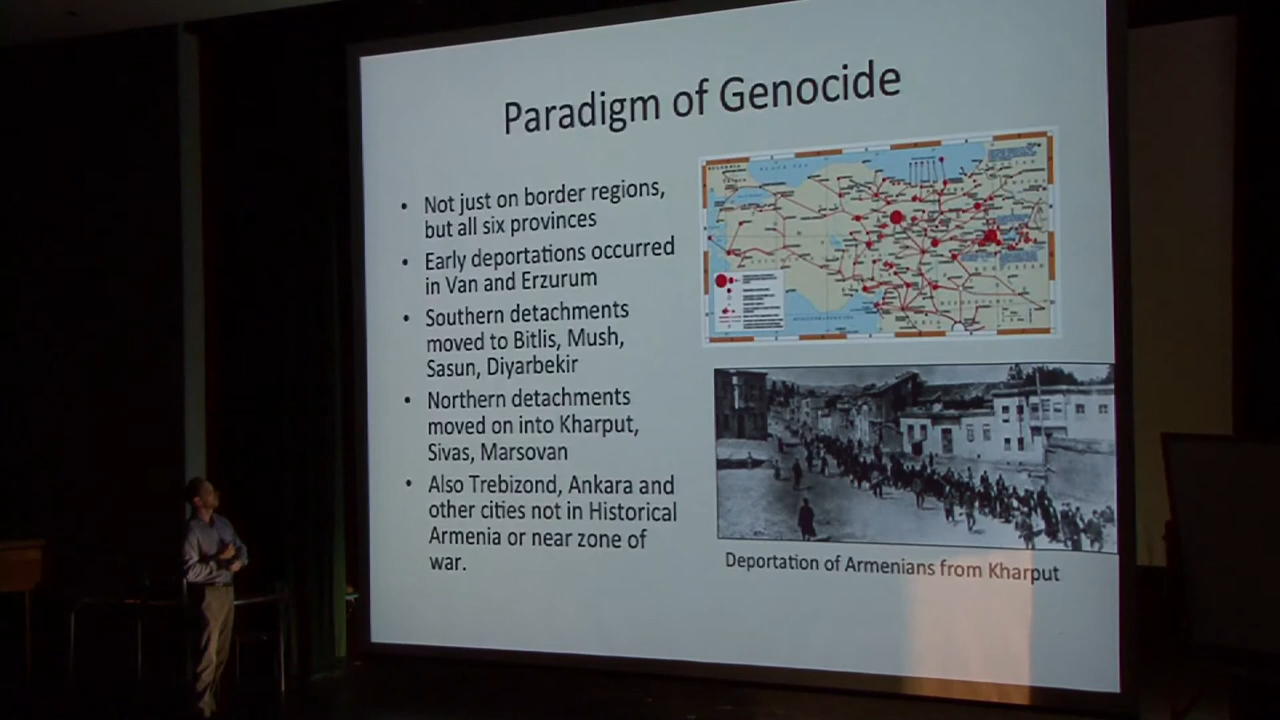 Paradigm of Genocide
• Not just on border regions,
but all six provinces
• Early deportations occurred
in Van and Erzurum
• Southern detachments
moved to Bitlis, Mush,
Sasun, Diyarbekir
• Northern detachments
moved on into Kharput,
Sivas, Marsovan
• Also Trebizond, Ankara and
other cities not in Historical
Armenia or near zone of
war.
Deportation of Armenians from Kharput